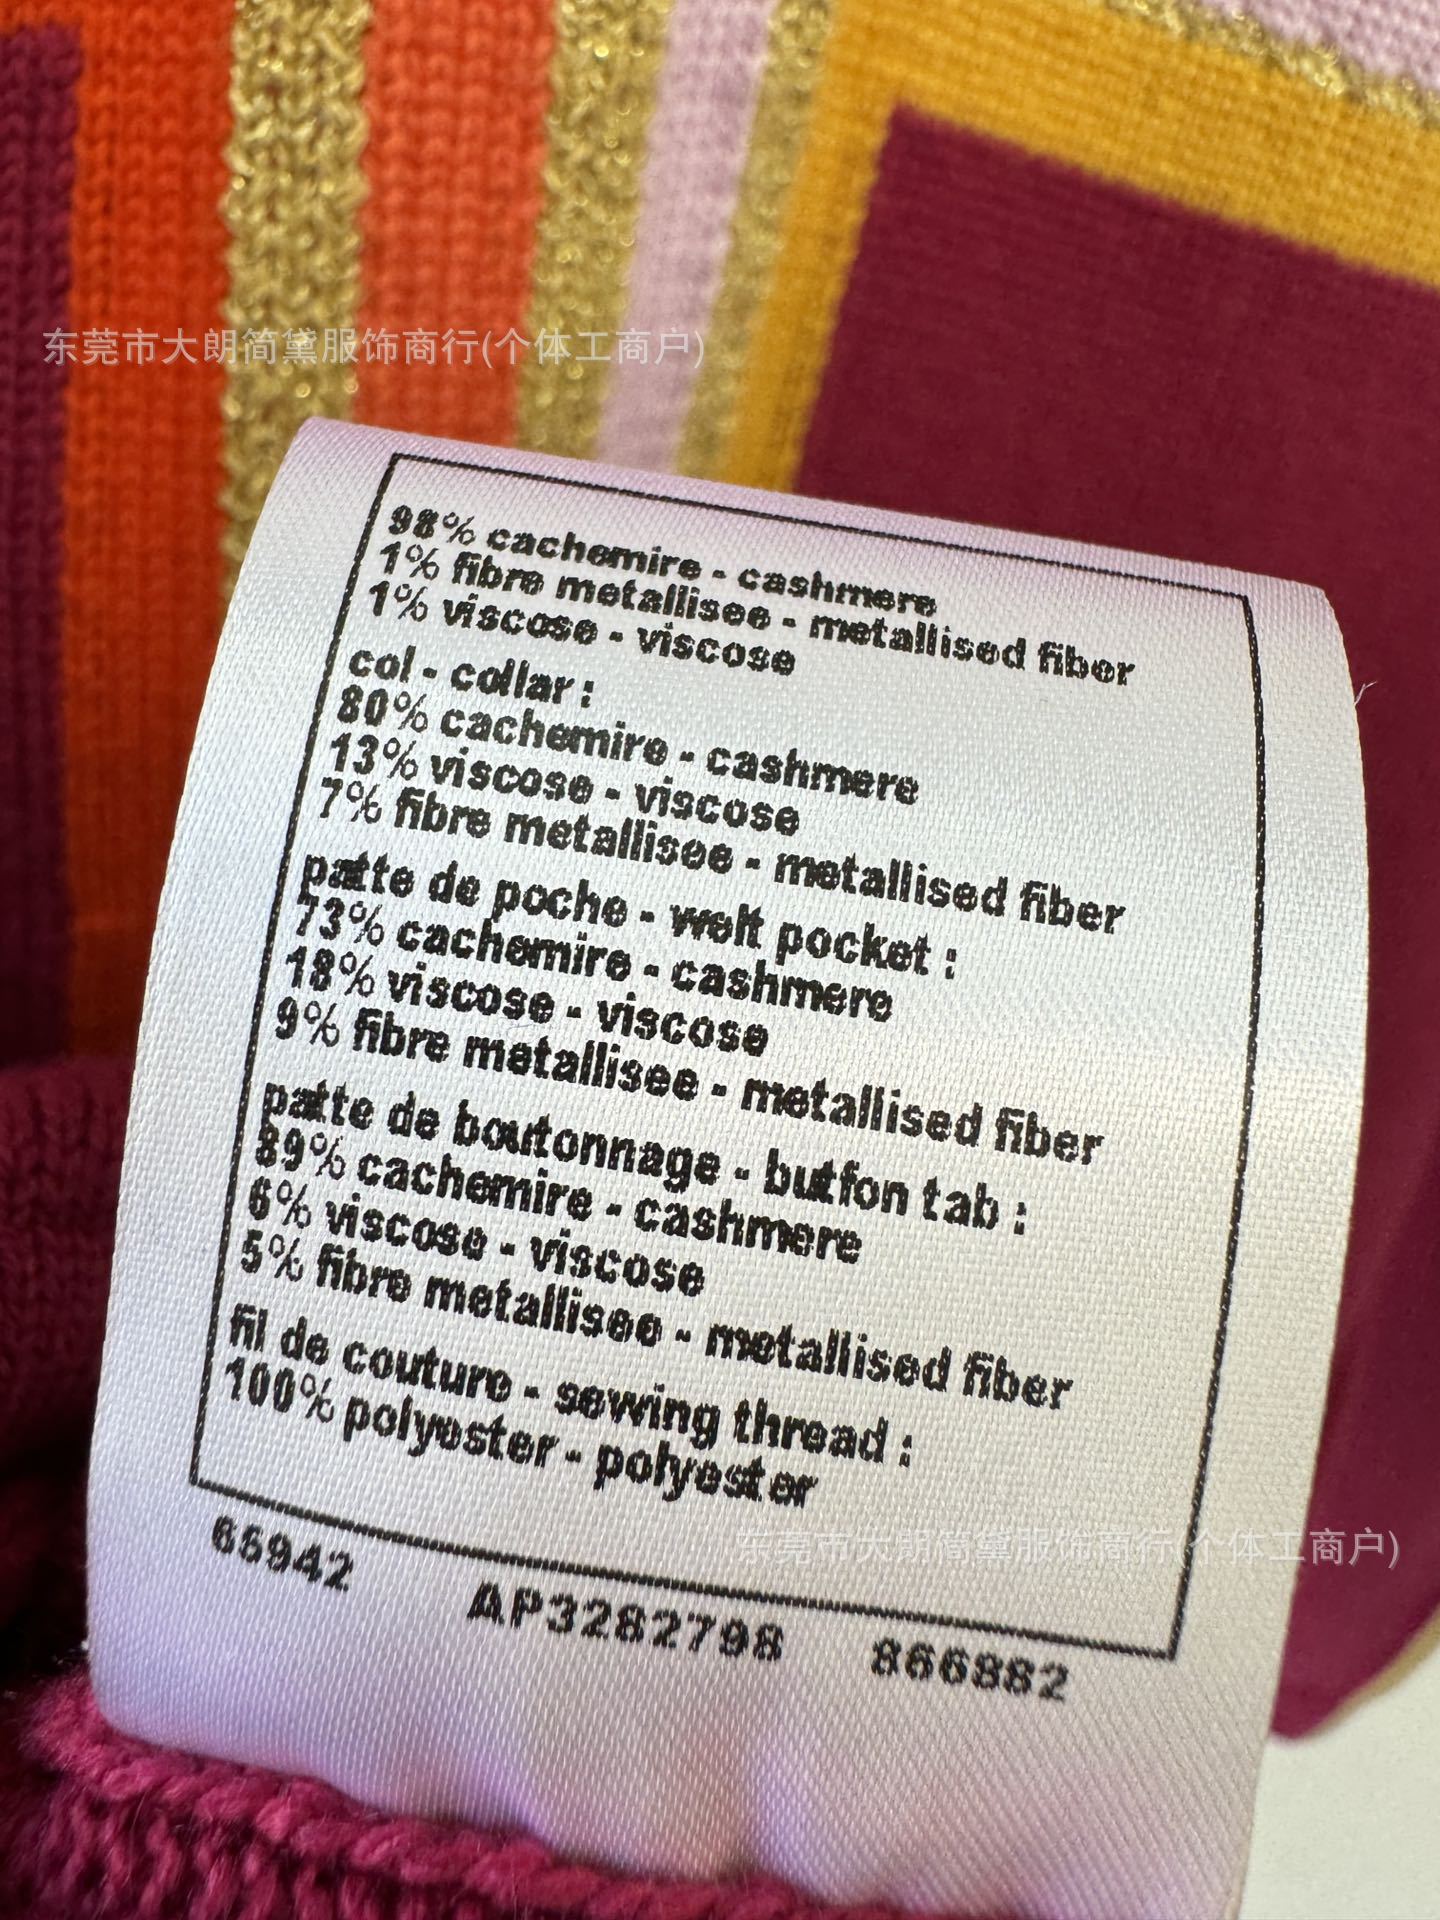 东莞市大朗简黛服饰商行(个体工商户)
98% cachemire - cashmere
1% fibre metallisee - metallised fiber
1% viscose - viscose
col - collar :
80% cachemire - cashmere
13% viscose - viscose
7% fibre metallisee - metallised fiber
patte de poche - welt pocket :
73% cachemire - cashmere
18% viscose - viscose
9% fibre metallisee - metallised fiber
patte de boutonnage - button tab :
89% cachemire - cashmere
6% viscose - viscose
5% fibre metallisee - metallised fiber
fil de couture - sewing thread :
100% polyester - polyester
东莞市大朗简黛服饰商行(个体工商户)
66942 AP3282798 866882